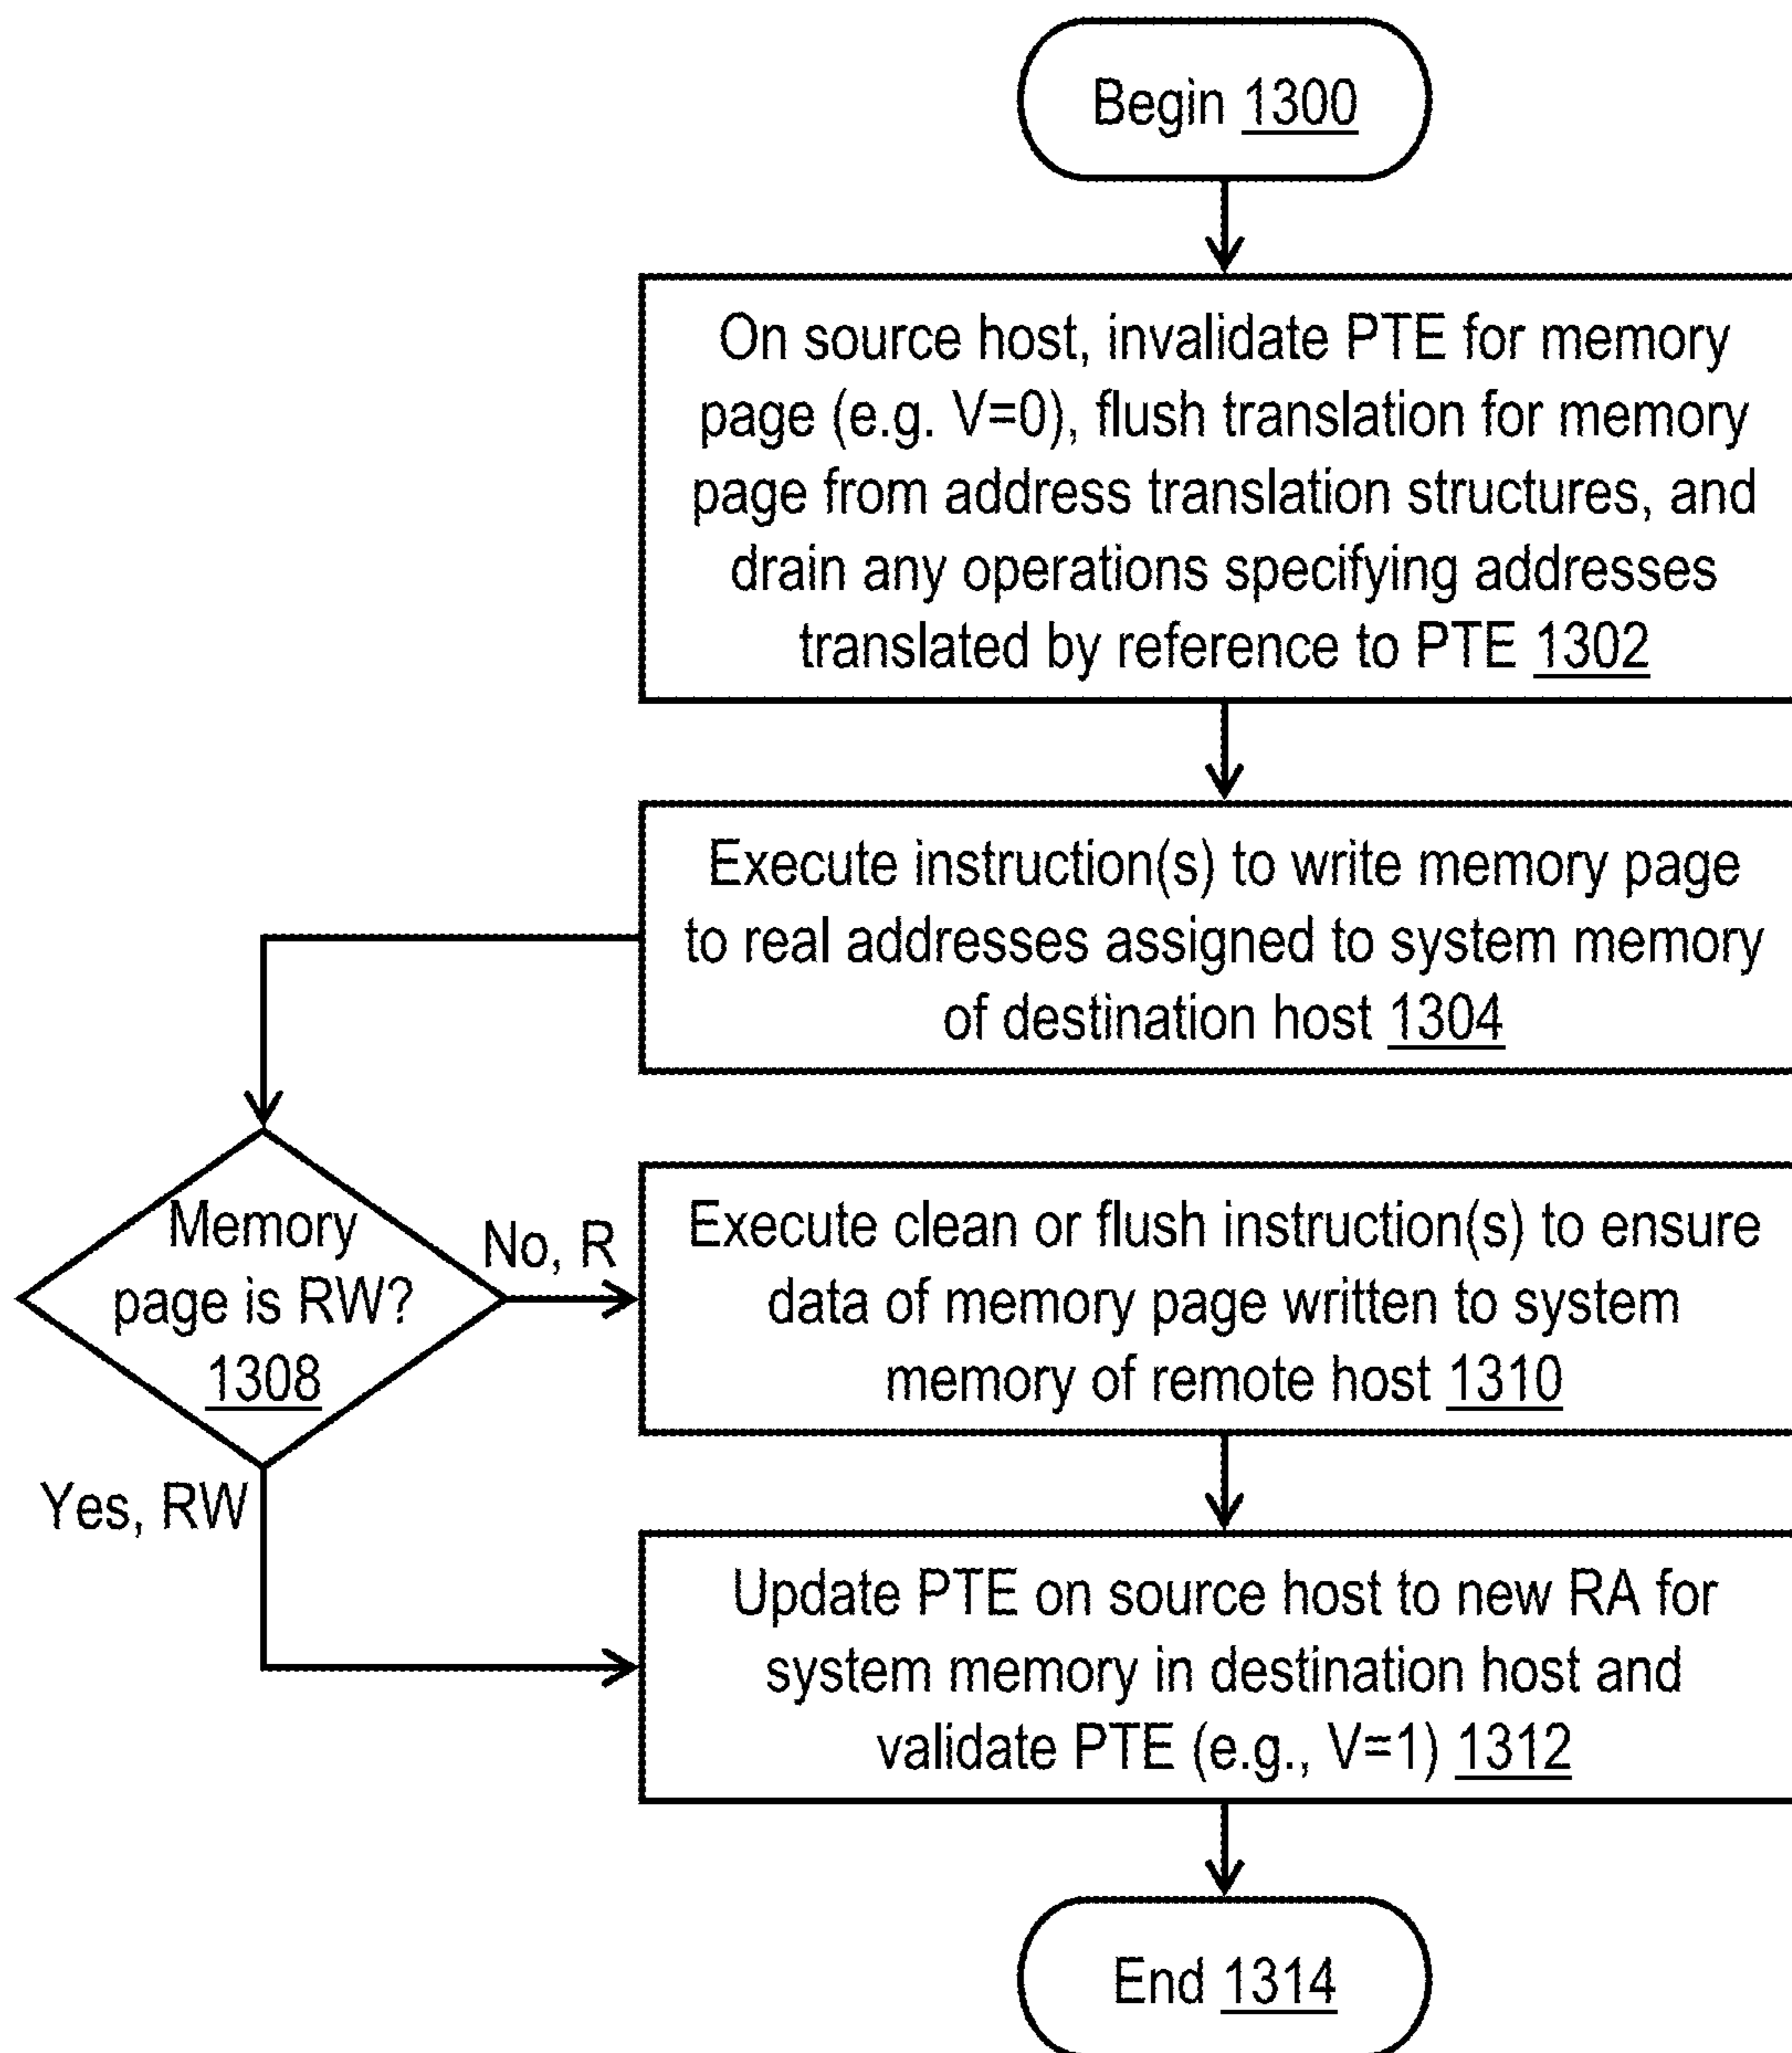 Begin 1300
On source host, invalidate PTE for memory
page (e.g. V=0), flush translation for memory
page from address translation structures, and
drain any operations specifying addresses
translated by reference to PTE 1302
Execute instruction(s) to write memory page
to real addresses assigned to system memory
of destination host 1304
Memory
page is RW?
1308
No, R
Yes, RW
Execute clean or flush instruction(s) to ensure
data of memory page written to system
memory of remote host 1310
Update PTE on source host to new RA for
system memory in destination host and
validate PTE (e.g., V=1) 1312
End 1314